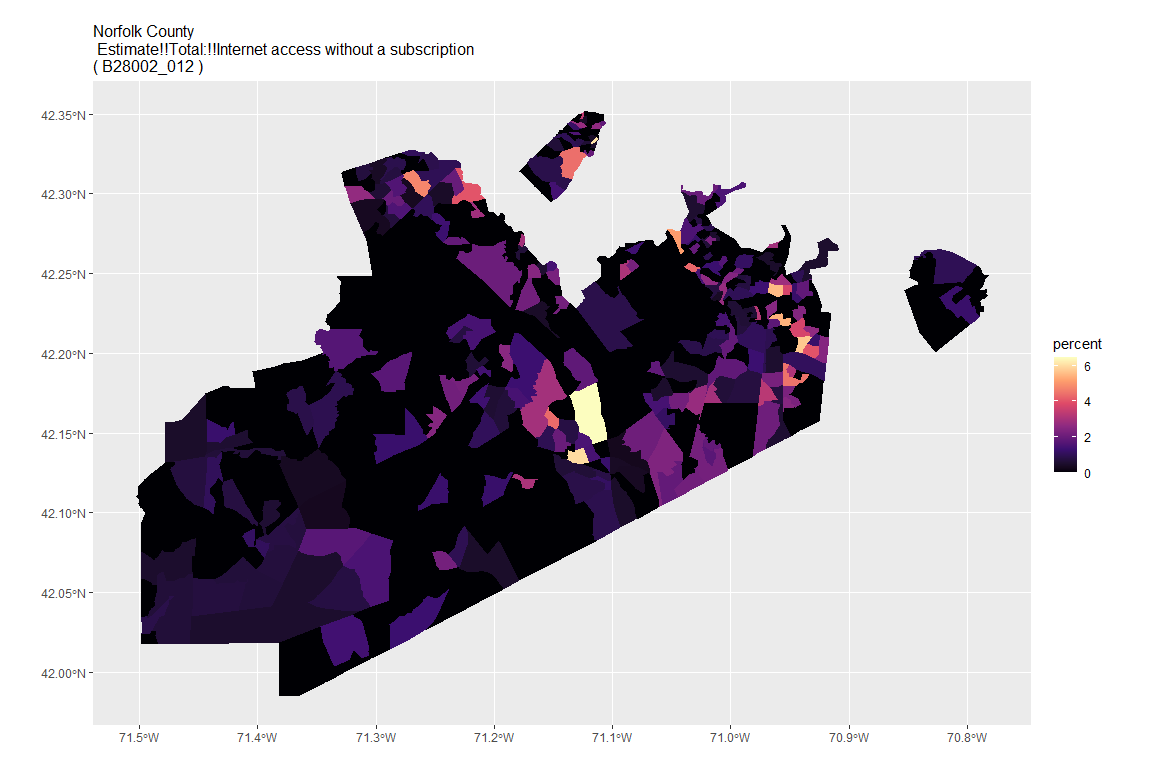 Norfolk County
Estimate!!Total:!!Internet access without a subscription
( B28002_012 )
42.35°N
42.30°N
42.25°N
42.20°N
42.15°N
42.10°N
42.05°N
42.00°N
71.5°W
71.4°W
71.3°W
71.2°W
71.1°W
71.0°W
70.9°W
70.8°W
percent
6
4
2
0